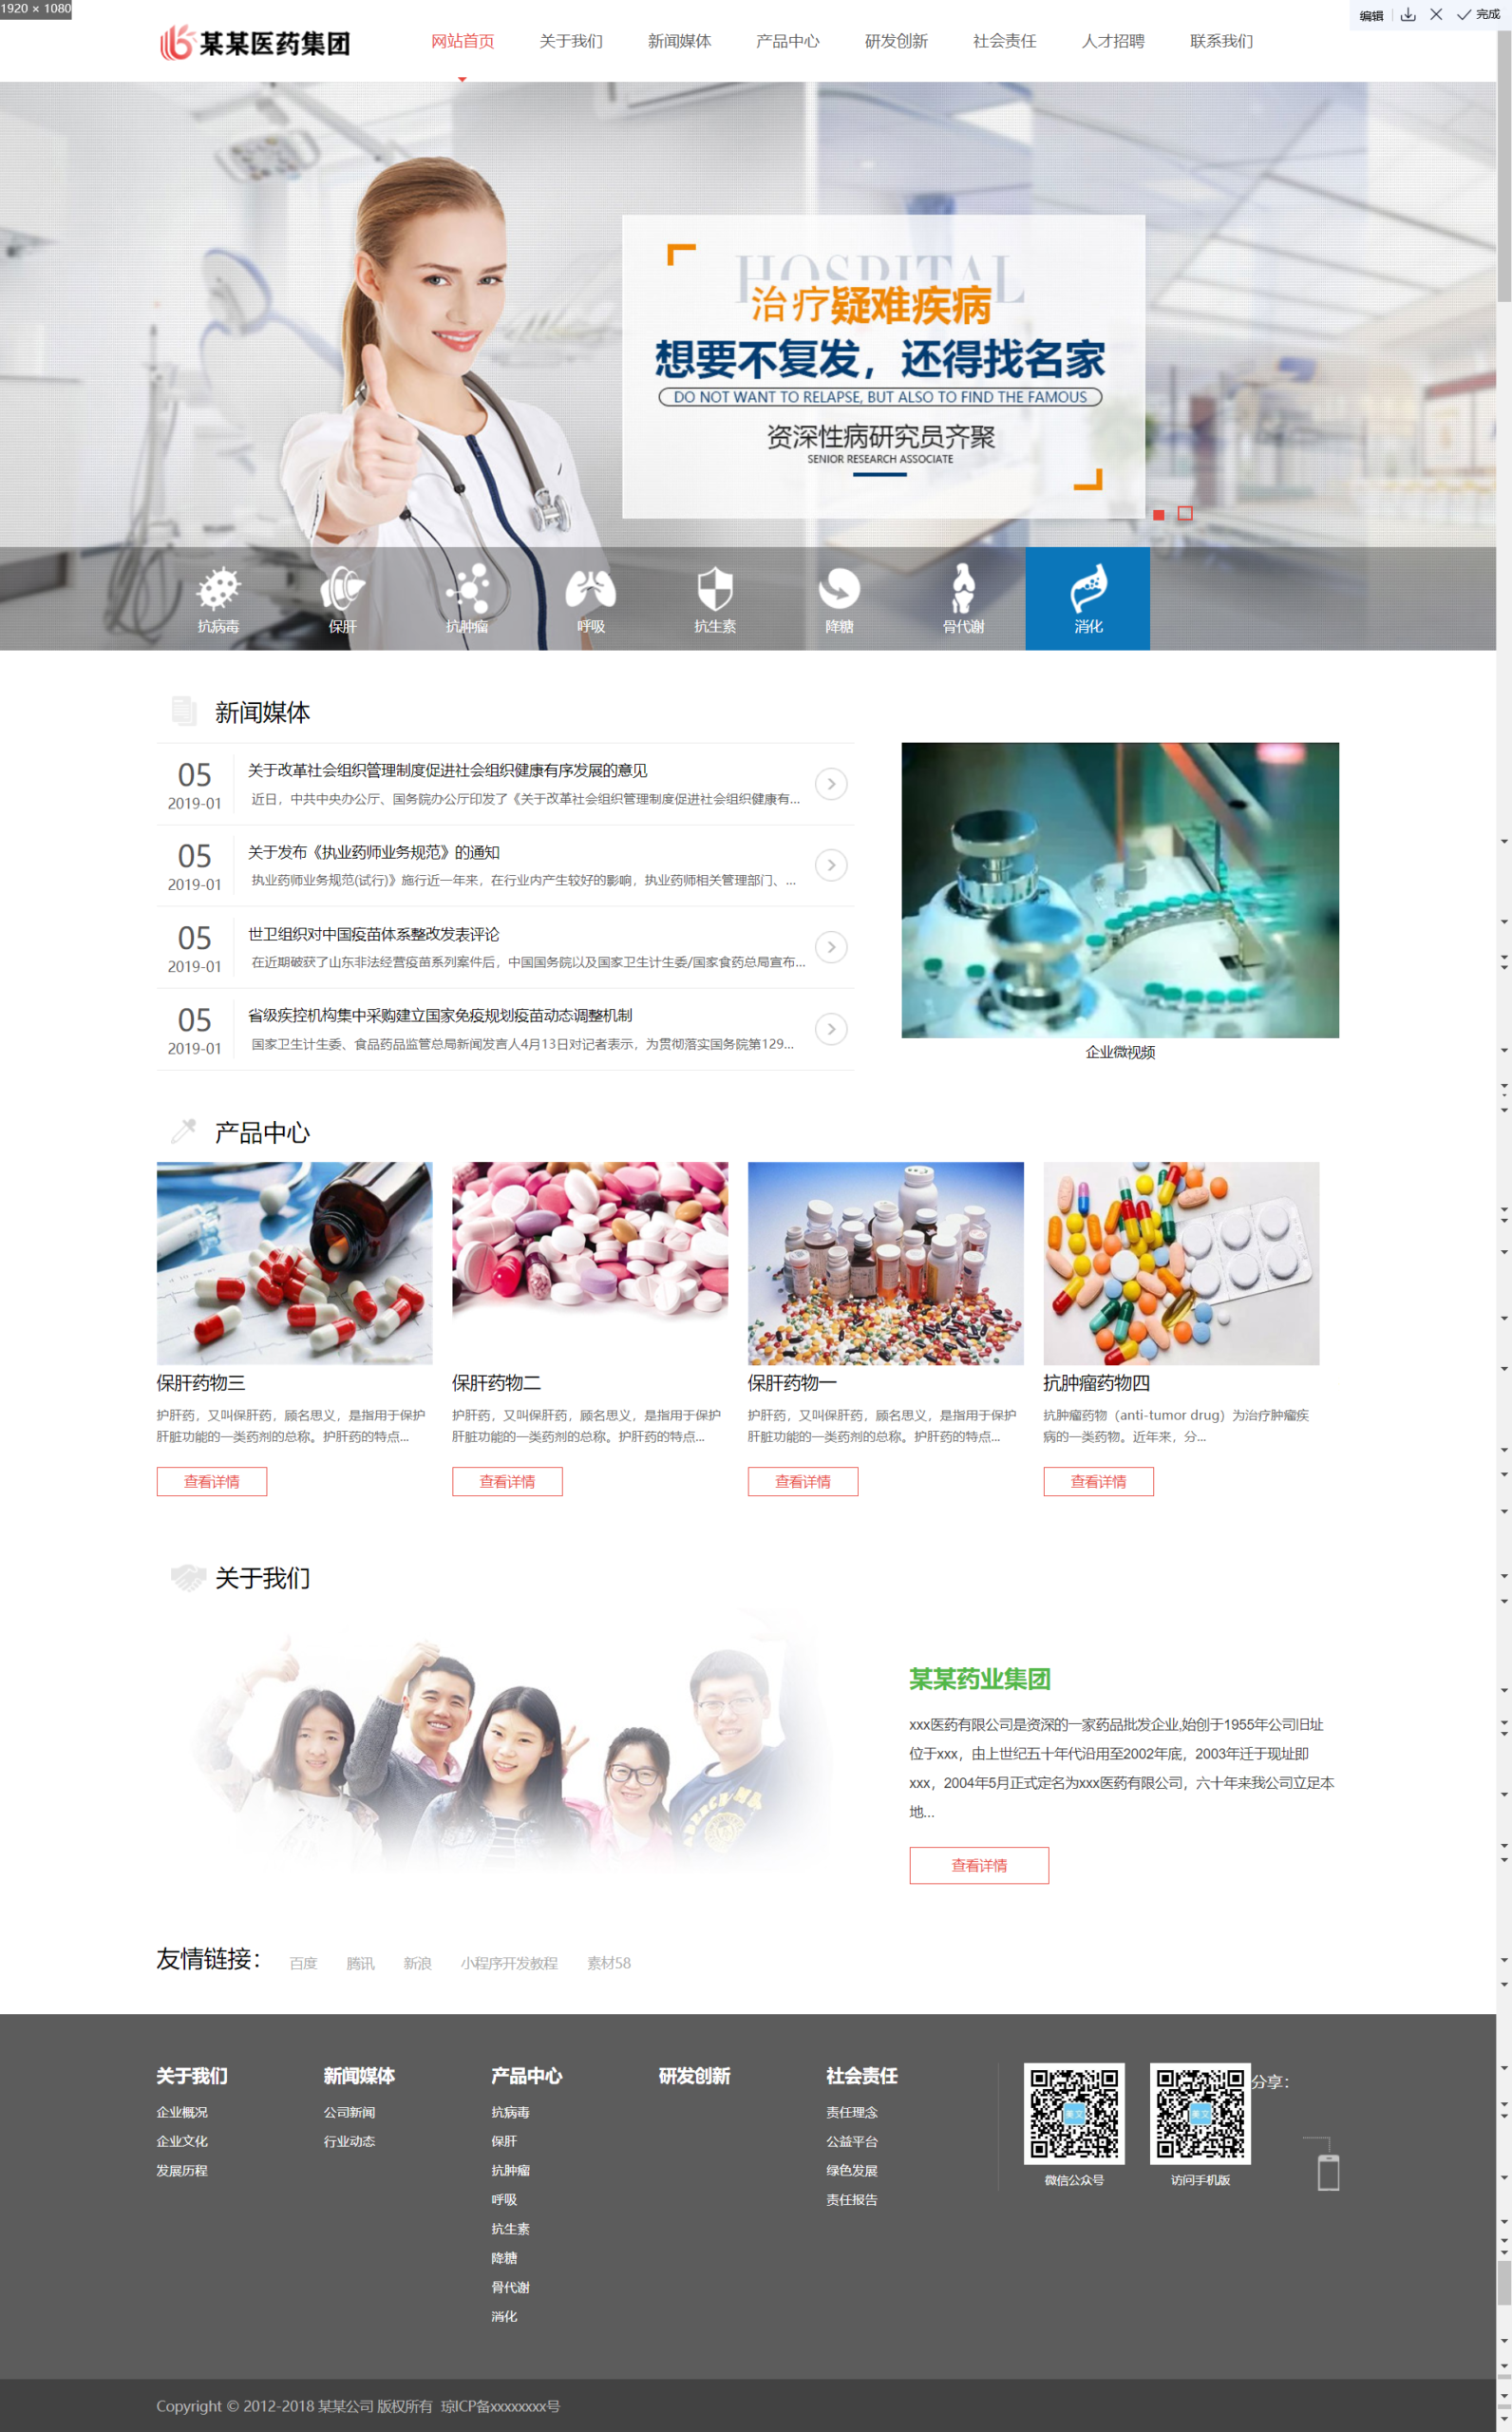 1920 × 1080
编辑
完成
某某医药集团
网站首页
关于我们
新闻媒体
产品中心
研发创新
社会责任
人才招聘
联系我们
HOSPITAL
治疗疑难疾病
想要不复发，还得找名家
DO NOT WANT TO RELAPSE, BUT ALSO TO FIND THE FAMOUS
资深性病研究员齐聚
SENIOR RESEARCH ASSOCIATE
抗病毒
保肝
抗肿瘤
呼吸
抗生素
降糖
骨代谢
消化
新闻媒体
05
2019-01
关于改革社会组织管理制度促进社会组织健康有序发展的意见
近日，中共中央办公厅、国务院办公厅印发了《关于改革社会组织管理制度促进社会组织健康有...
05
2019-01
关于发布《执业药师业务规范》的通知
执业药师业务规范(试行)》施行近一年来，在行业内产生较好的影响，执业药师相关管理部门、...
05
2019-01
世卫组织对中国疫苗体系整改发表评论
在近期破获了山东非法经营疫苗系列案件后，中国国务院以及国家卫生计生委/国家食药总局宣布...
05
2019-01
省级疾控机构集中采购建立国家免疫规划疫苗动态调整机制
国家卫生计生委、食品药品监管总局新闻发言人4月13日对记者表示，为贯彻落实国务院第129...
企业微视频
产品中心
保肝药物三
护肝药，又叫保肝药，顾名思义，是指用于保护
肝脏功能的一类药剂的总称。护肝药的特点...
查看详情
保肝药物二
护肝药，又叫保肝药，顾名思义，是指用于保护
肝脏功能的一类药剂的总称。护肝药的特点...
查看详情
保肝药物一
护肝药，又叫保肝药，顾名思义，是指用于保护
肝脏功能的一类药剂的总称。护肝药的特点...
查看详情
抗肿瘤药物四
抗肿瘤药物（anti-tumor drug）为治疗肿瘤疾
病的一类药物。近年来，分...
查看详情
关于我们
某某药业集团
xxx医药有限公司是资深的一家药品批发企业,始创于1955年公司旧址
位于xxx，由上世纪五十年代沿用至2002年底，2003年迁于现址即
xxx，2004年5月正式定名为xxx医药有限公司，六十年来我公司立足本
地...
查看详情
友情链接：
百度
腾讯
新浪
小程序开发教程
素材58
关于我们
企业概况
企业文化
发展历程
新闻媒体
公司新闻
行业动态
产品中心
抗病毒
保肝
抗肿瘤
呼吸
抗生素
降糖
骨代谢
消化
研发创新
社会责任
责任理念
公益平台
绿色发展
责任报告
微信公众号
访问手机版
分享：
Copyright © 2012-2018 某某公司 版权所有 琼ICP备xxxxxxxx号